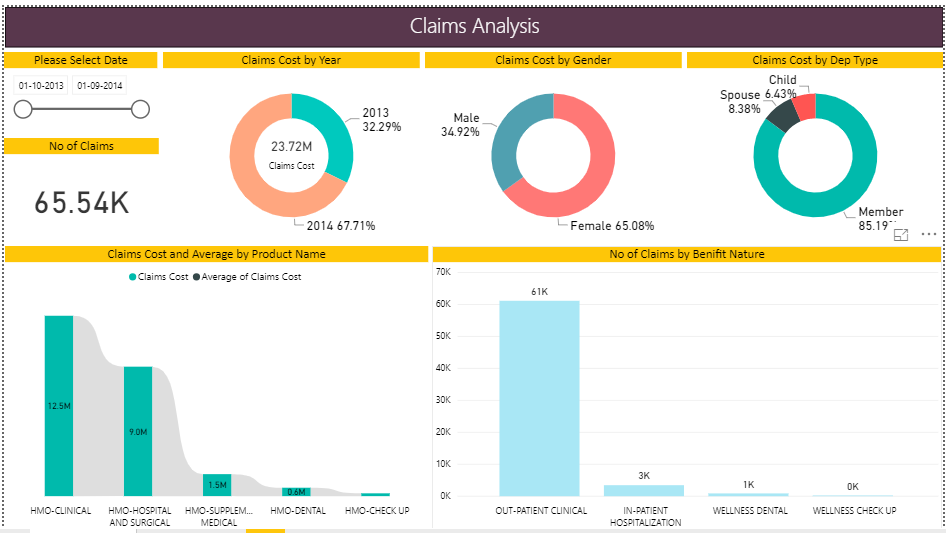 Claims Analysis
Please Select Date
01-10-2013
01-09-2014
No of Claims
65.54K
Claims Cost by Year
2013
32.29%
23.72M
Claims Cost
2014 67.71%
Claims Cost by Gender
Male
34.92%
Female 65.08%
Claims Cost by Dep Type
Child
6.43%
Spouse
8.38%
Member
85.19
Claims Cost and Average by Product Name
Claims Cost
Average of Claims Cost
12.5M
9.0M
1.5M
0.6M
HMO-CLINICAL
HMO-HOSPITAL
AND SURGICAL
HMO-SUPPLEM...
MEDICAL
HMO-DENTAL
HMO-CHECK UP
No of Claims by Benifit Nature
70K
60K
50K
40K
30K
20K
10K
0K
61K
3K
1K
0K
OUT-PATIENT CLINICAL
IN-PATIENT
HOSPITALIZATION
WELLNESS DENTAL
WELLNESS CHECK UP